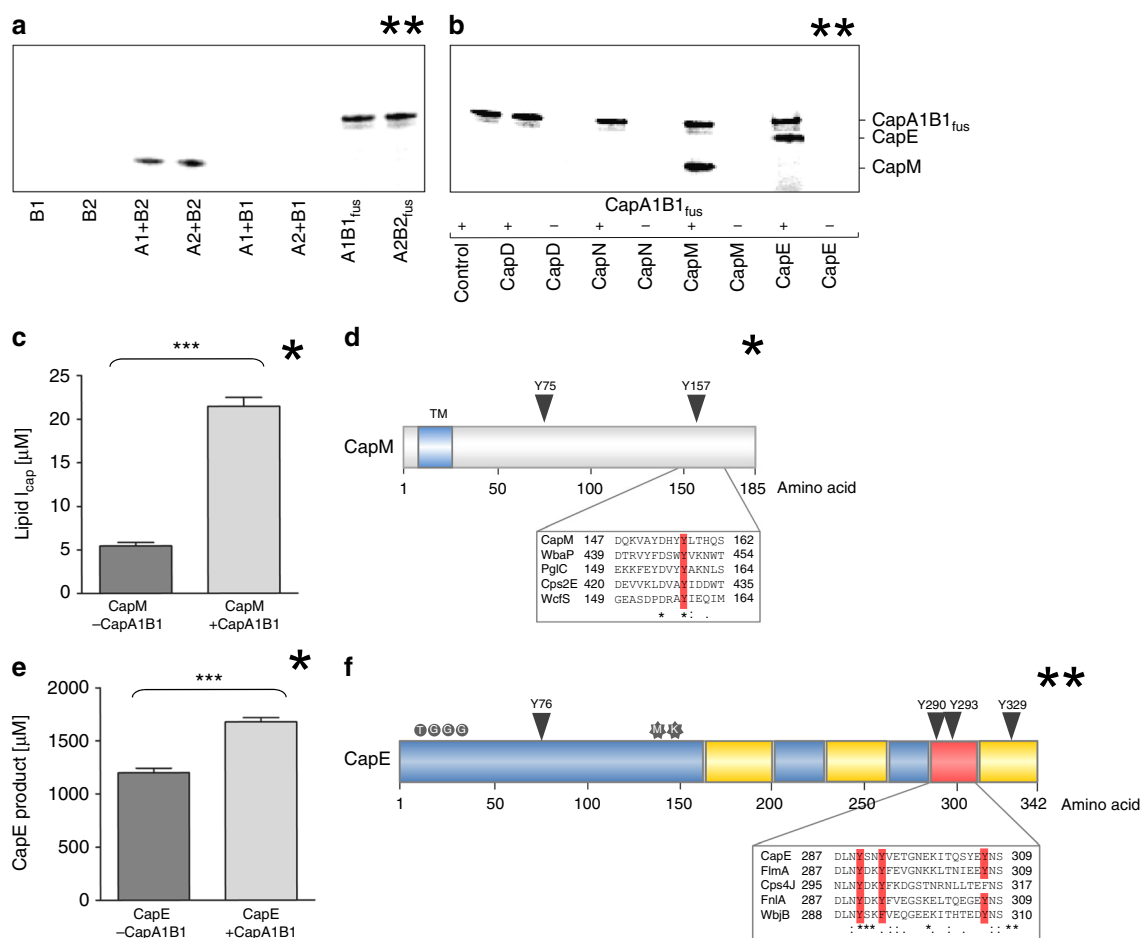 a
**
B1
B2
A1+B2
A2+B2
A1+B1
A2+B1
A1B1fus
A2B2fus
b
**
CapA1B1fus
CapE
CapM
CapA1B1fus
+ + – + – + – + –
Control
CapD
CapD
CapN
CapN
CapM
CapM
CapE
CapE
c
*
***
Lipid Icap [µM]
25
20
15
10
5
0
CapM
–CapA1B1
CapM
+CapA1B1
d
*
Y75
Y157
TM
CapM
1 50 100 150 185 Amino acid
CapM 147 DQKVAYDHYYLTHQS 162
WbaP 439 DTRVYFDSWYVKNWT 454
PglC 149 EKKFEYDVYYAKNLS 164
Cps2E 420 DEVVKLDVAYIDDWT 435
WcfS 149 GEASDPDRAYIEQIM 164
* *: .
e
*
***
CapE product [µM]
2000
1500
1000
500
0
CapE
–CapA1B1
CapE
+CapA1B1
f
**
Y76
Y290 Y293
Y329
T G G G
M K
CapE
1 50 100 150 200 250 300 342 Amino acid
CapE 287 DLNYSNYVETGNEKITQSYEYNS 309
FlmA 287 DLNYDKYFEVGNKKLTNIEEYNS 309
Cps4J 295 NLNYDKYFKDGSTNRNLLTEFNS 317
FnlA 287 DLNYDKYFVEGSKELTQEGEYNS 309
WbjB 288 DLNYSKFVEQGEEKITHTEDYNS 310
:***.:. * : . :: **